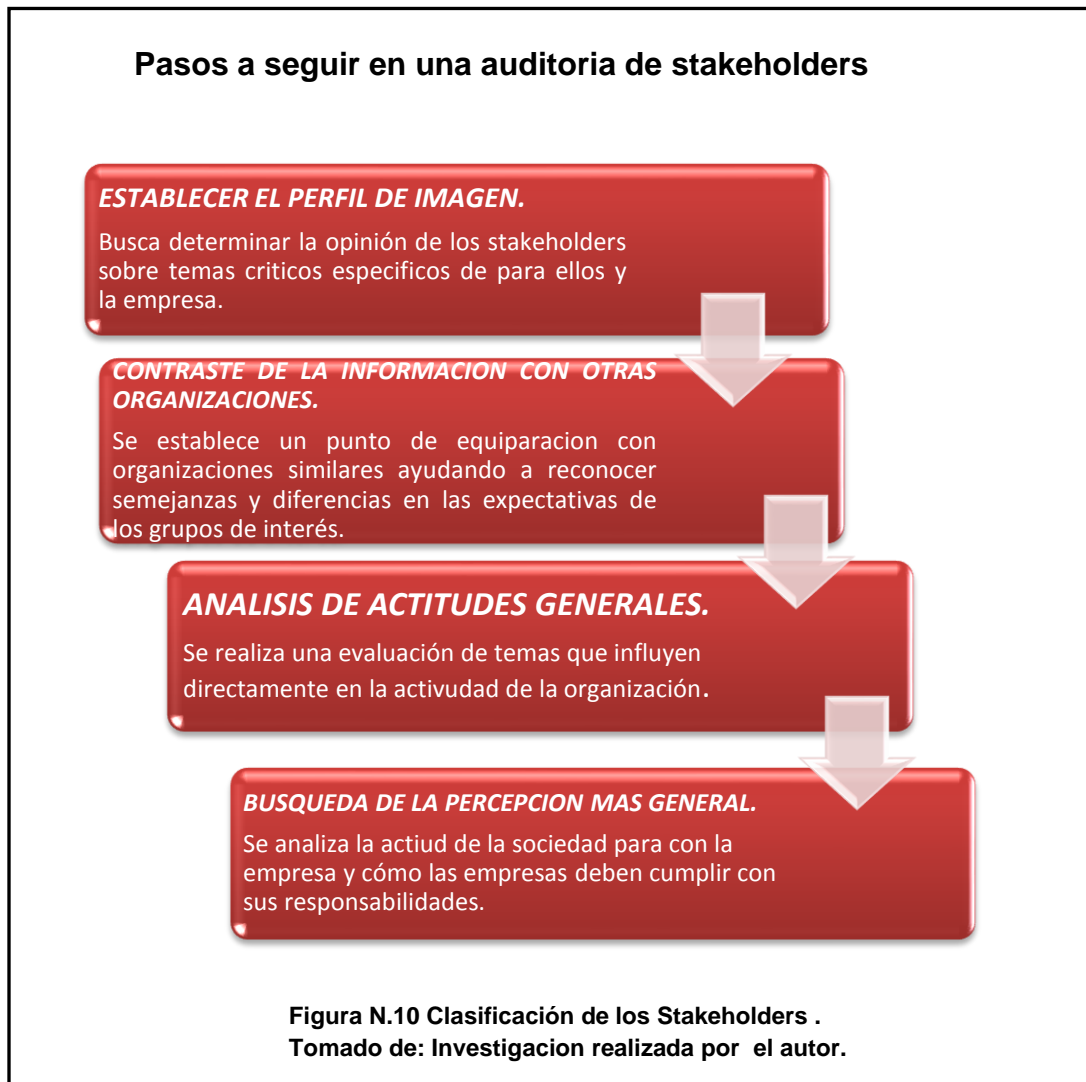 Pasos a seguir en una auditoria de stakeholders
ESTABLECER EL PERFIL DE IMAGEN.
Busca determinar la opinión de los stakeholders
sobre temas criticos especificos de para ellos y
la empresa.
CONTRASTE DE LA INFORMACION CON OTRAS
ORGANIZACIONES.
Se establece un punto de equiparacion con
organizaciones similares ayudando a reconocer
semejanzas y diferencias en las expectativas de
los grupos de interés.
ANALISIS DE ACTITUDES GENERALES.
Se realiza una evaluación de temas que influyen
directamente en la activudad de la organización.
BUSQUEDA DE LA PERCEPCION MAS GENERAL.
Se analiza la actiud de la sociedad para con la
empresa y cómo las empresas deben cumplir con
sus responsabilidades.
Figura N.10 Clasificación de los Stakeholders .
Tomado de: Investigacion realizada por el autor.